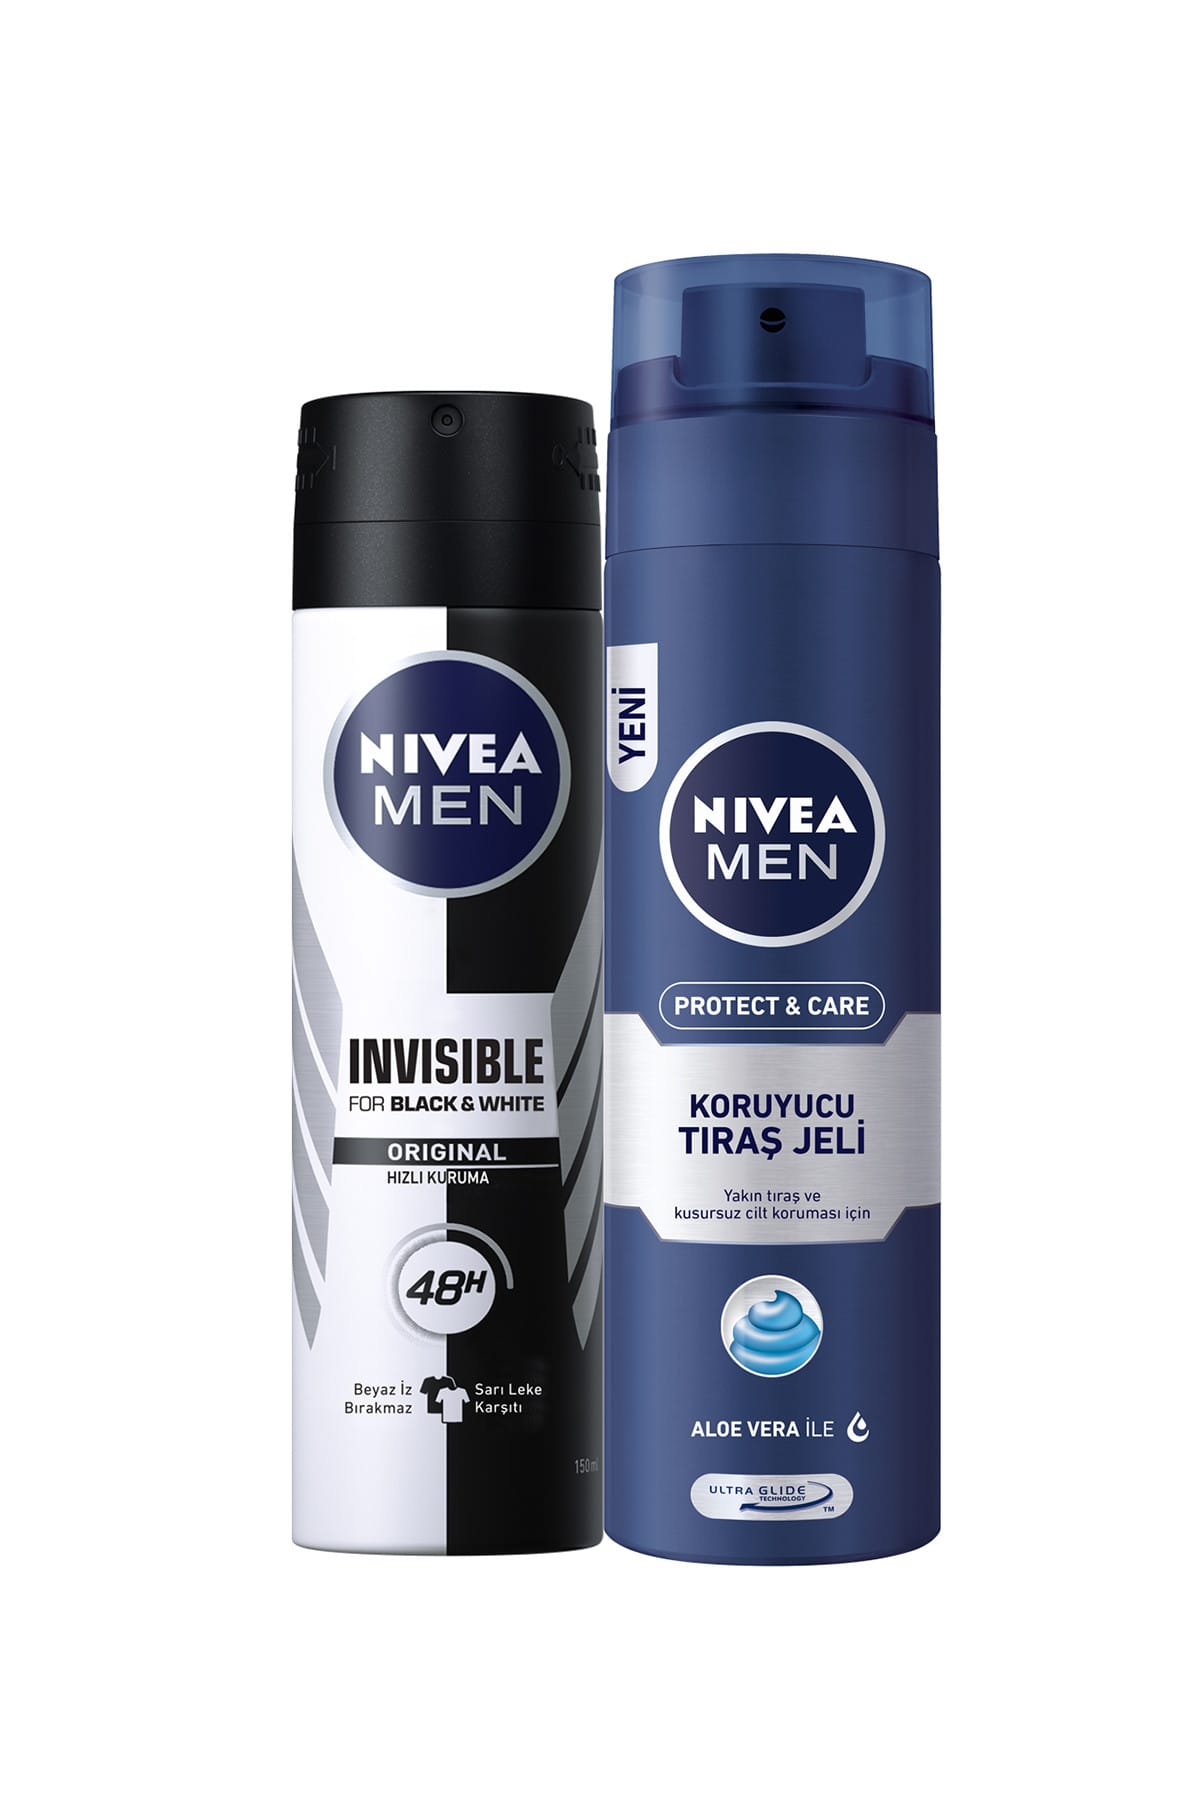 NIVEA
MEN
INVISIBLE
FOR BLACK & WHITE
ORIGINAL
HIZLI KURUMA
48H
Beyaz İz
Bırakmaz
Sarı Leke
Karşıtı
150ml
YENİ
NIVEA
MEN
PROTECT & CARE
KORUYUCU
TIRAŞ JELİ
Yakın tıraş ve
kusursuz cilt koruması için
ALOE VERA İLE
ULTRA GLIDE
TECHNOLOGY
TM